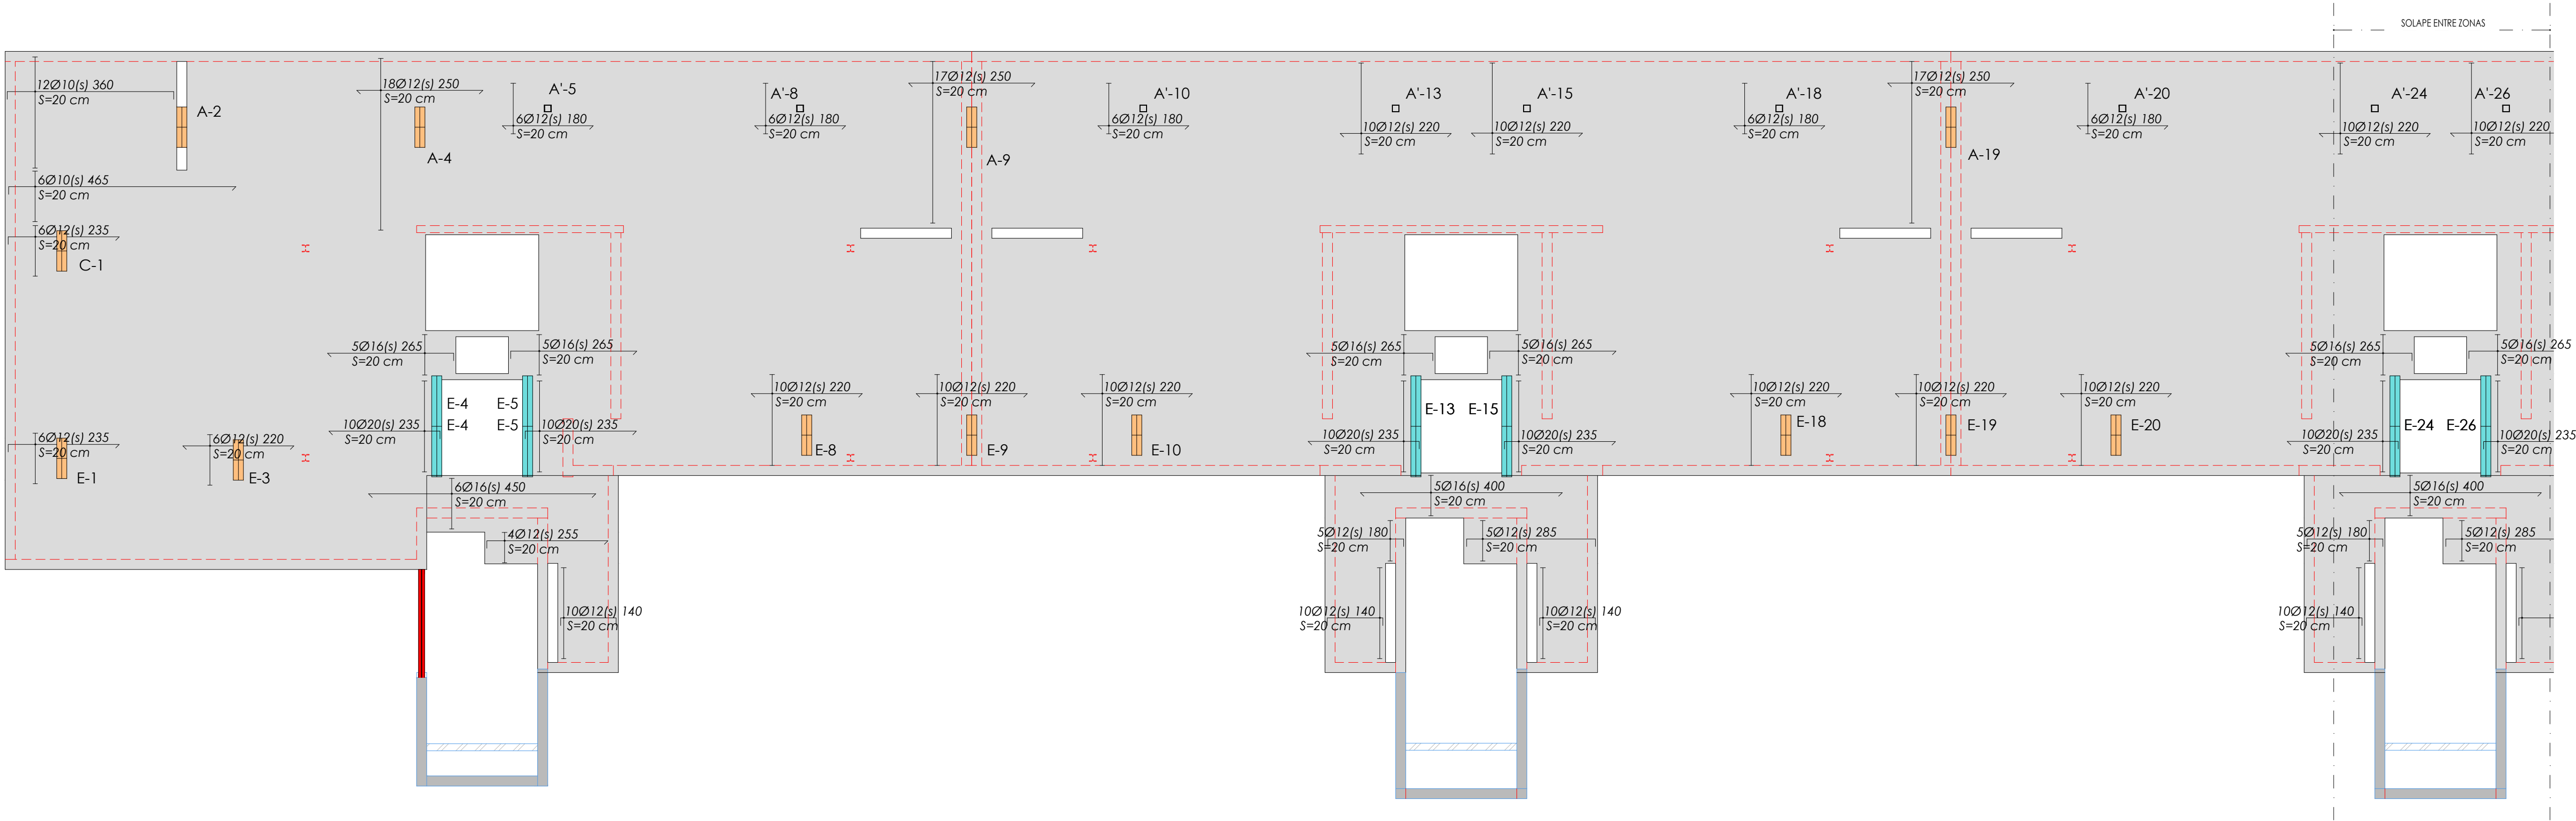 SOLAPE ENTRE ZONAS
12Ø10(s) 360
S=20 cm
A-2
18Ø12(s) 250
S=20 cm
A-4
A'-5
6Ø12(s) 180
S=20 cm
A'-8
6Ø12(s) 180
S=20 cm
17Ø12(s) 250
S=20 cm
A-9
A'-10
6Ø12(s) 180
S=20 cm
A'-13
10Ø12(s) 220
S=20 cm
A'-15
10Ø12(s) 220
S=20 cm
A'-18
6Ø12(s) 180
S=20 cm
17Ø12(s) 250
S=20 cm
A-19
A'-20
6Ø12(s) 180
S=20 cm
A'-24
10Ø12(s) 220
S=20 cm
A'-26
10Ø12(s) 220
S=20 cm
6Ø10(s) 465
S=20 cm
6Ø12(s) 235
S=20 cm
C-1
5Ø16(s) 265
S=20 cm
5Ø16(s) 265
S=20 cm
5Ø16(s) 265
S=20 cm
5Ø16(s) 265
S=20 cm
5Ø16(s) 265
S=20 cm
5Ø16(s) 265
S=20 cm
6Ø12(s) 235
S=20 cm
E-1
6Ø12(s) 220
S=20 cm
E-3
10Ø20(s) 235
S=20 cm
E-4
E-4
E-5
E-5
10Ø20(s) 235
S=20 cm
10Ø12(s) 220
S=20 cm
E-8
10Ø12(s) 220
S=20 cm
E-9
10Ø12(s) 220
S=20 cm
E-10
10Ø20(s) 235
S=20 cm
E-13
E-15
10Ø20(s) 235
S=20 cm
10Ø12(s) 220
S=20 cm
E-18
10Ø12(s) 220
S=20 cm
E-19
10Ø12(s) 220
S=20 cm
E-20
10Ø20(s) 235
S=20 cm
E-24
E-26
10Ø20(s) 235
S=20 cm
6Ø16(s) 450
S=20 cm
4Ø12(s) 255
S=20 cm
10Ø12(s) 140
S=20 cm
5Ø16(s) 400
S=20 cm
5Ø12(s) 180
S=20 cm
5Ø12(s) 285
S=20 cm
10Ø12(s) 140
S=20 cm
10Ø12(s) 140
S=20 cm
5Ø16(s) 400
S=20 cm
5Ø12(s) 180
S=20 cm
5Ø12(s) 285
S=20 cm
10Ø12(s) 140
S=20 cm